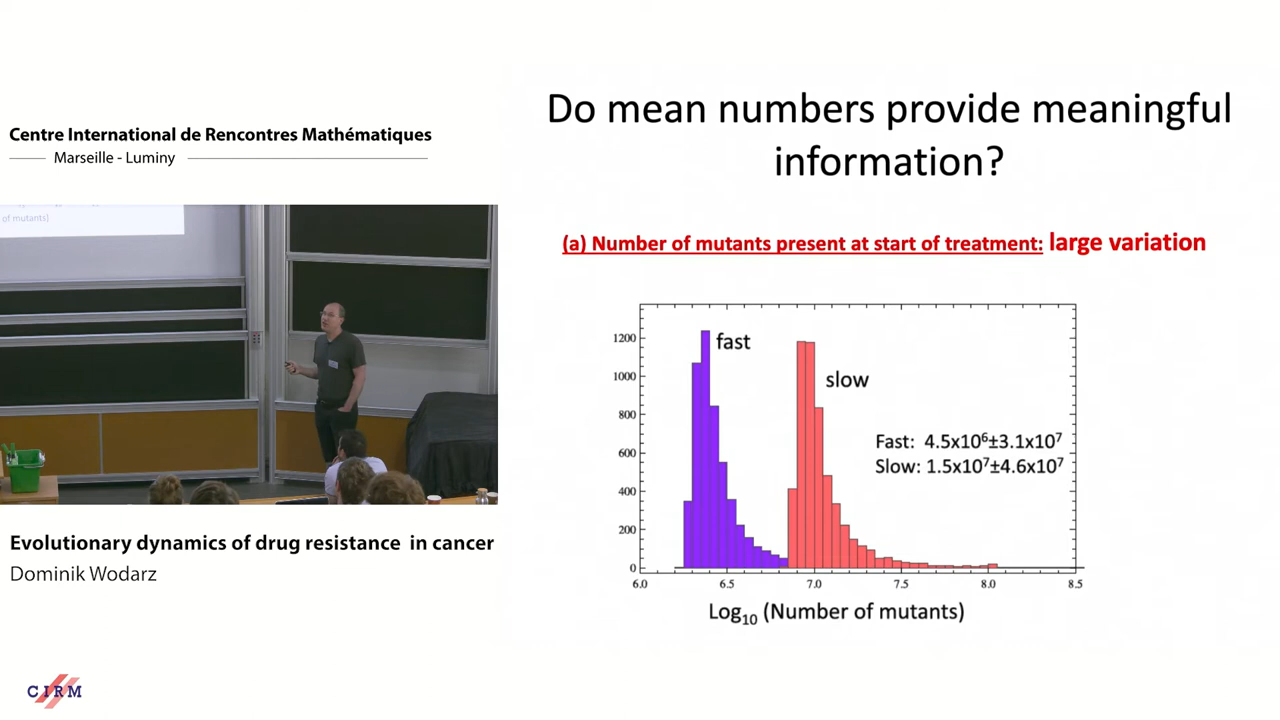 Centre International de Rencontres Mathématiques
Marseille - Luminy
of mutants)
Evolutionary dynamics of drug resistance in cancer
Dominik Wodarz
CIRM
Do mean numbers provide meaningful
information?
(a) Number of mutants present at start of treatment: large variation
1200
1000
800
600
400
200
0
6.0 6.5 7.0 7.5 8.0 8.5
fast
slow
Fast: 4.5x10⁶±3.1x10⁷
Slow: 1.5x10⁷±4.6x10⁷
Log₁₀ (Number of mutants)